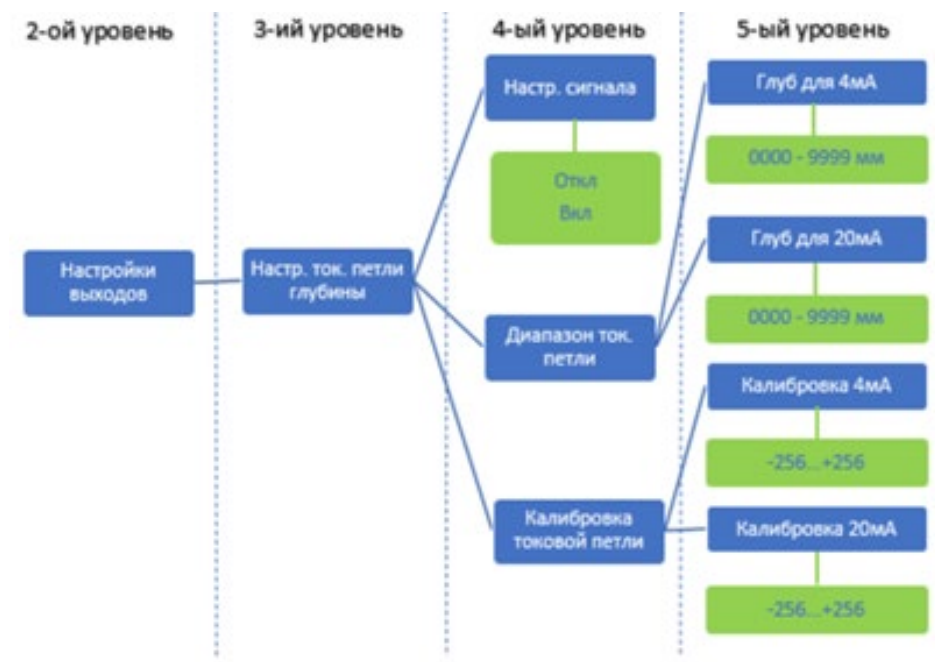 2-ой уровень
3-ий уровень
4-ый уровень
5-ый уровень
Настройки
выходов
Настр. ток. петли
глубины
Настр. сигнала
Откл
Вкл
Диапазон ток.
петли
Калибровка
токовой петли
Глуб для 4мА
0000 - 9999 мм
Глуб для 20мА
0000 - 9999 мм
Калибровка 4мА
-256...+256
Калибровка 20мА
-256...+256